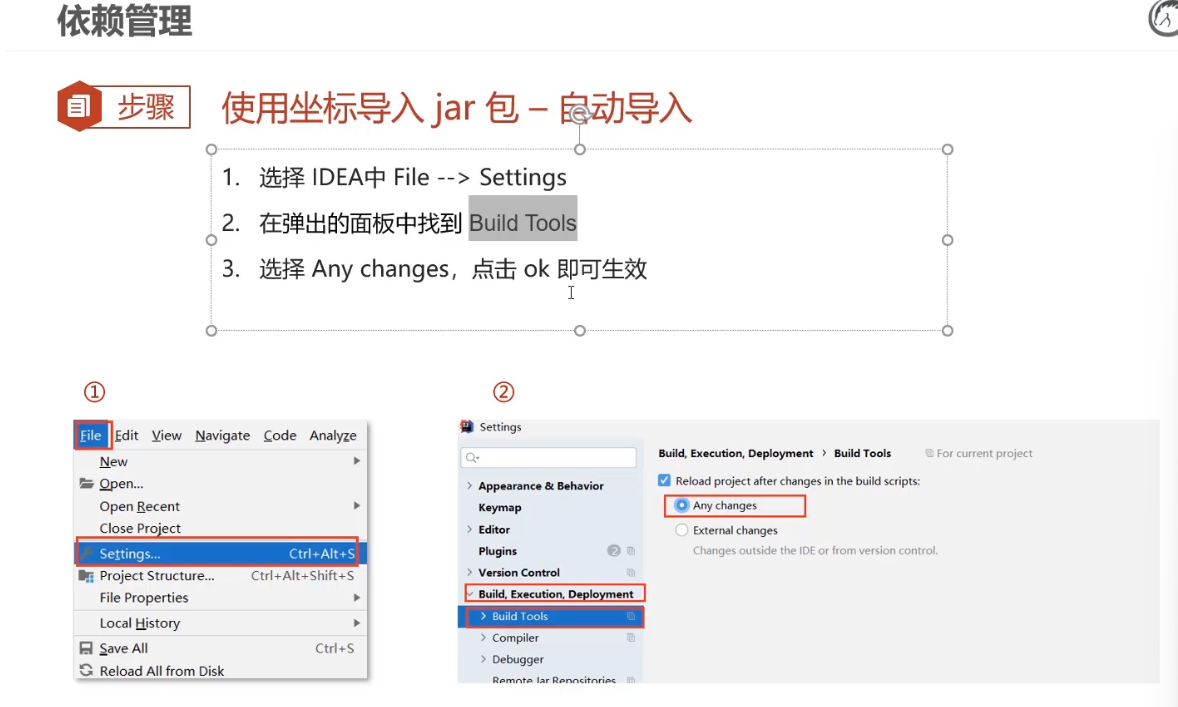 依赖管理
步骤
使用坐标导入 jar 包 – 自动导入
1. 选择 IDEA中 File --> Settings
2. 在弹出的面板中找到 Build Tools
3. 选择 Any changes，点击 ok 即可生效
①
File Edit View Navigate Code Analyze
New
Open...
Open Recent
Close Project
Settings... Ctrl+Alt+S
Project Structure... Ctrl+Alt+Shift+S
File Properties
Local History
Save All Ctrl+S
Reload All from Disk
②
Settings
Appearance & Behavior
Keymap
Editor
Plugins 2
Version Control
Build, Execution, Deployment
Build Tools
Compiler
Debugger
Remote Jar Repositories
Build, Execution, Deployment › Build Tools For current project
Reload project after changes in the build scripts:
Any changes
External changes
Changes outside the IDE or from version control.